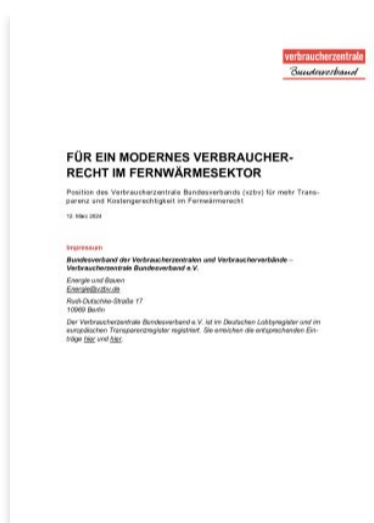 verbraucherzentrale
Bundesverband
FÜR EIN MODERNES VERBRAUCHER-
RECHT IM FERNWÄRMESEKTOR
Position des Verbraucherzentrale Bundesverbands (vzbv) für mehr Trans-
parenz und Kostengerechtigkeit im Fernwärmerecht
12. März 2024
Impressum
Bundesverband der Verbraucherzentralen und Verbraucherverbände –
Verbraucherzentrale Bundesverband e.V.
Energie und Bauen
Energie@vzbv.de
Rudi-Dutschke-Straße 17
10969 Berlin
Der Verbraucherzentrale Bundesverband e.V. ist im Deutschen Lobbyregister und im
europäischen Transparenzregister registriert. Sie erreichen die entsprechenden Ein-
träge hier und hier.